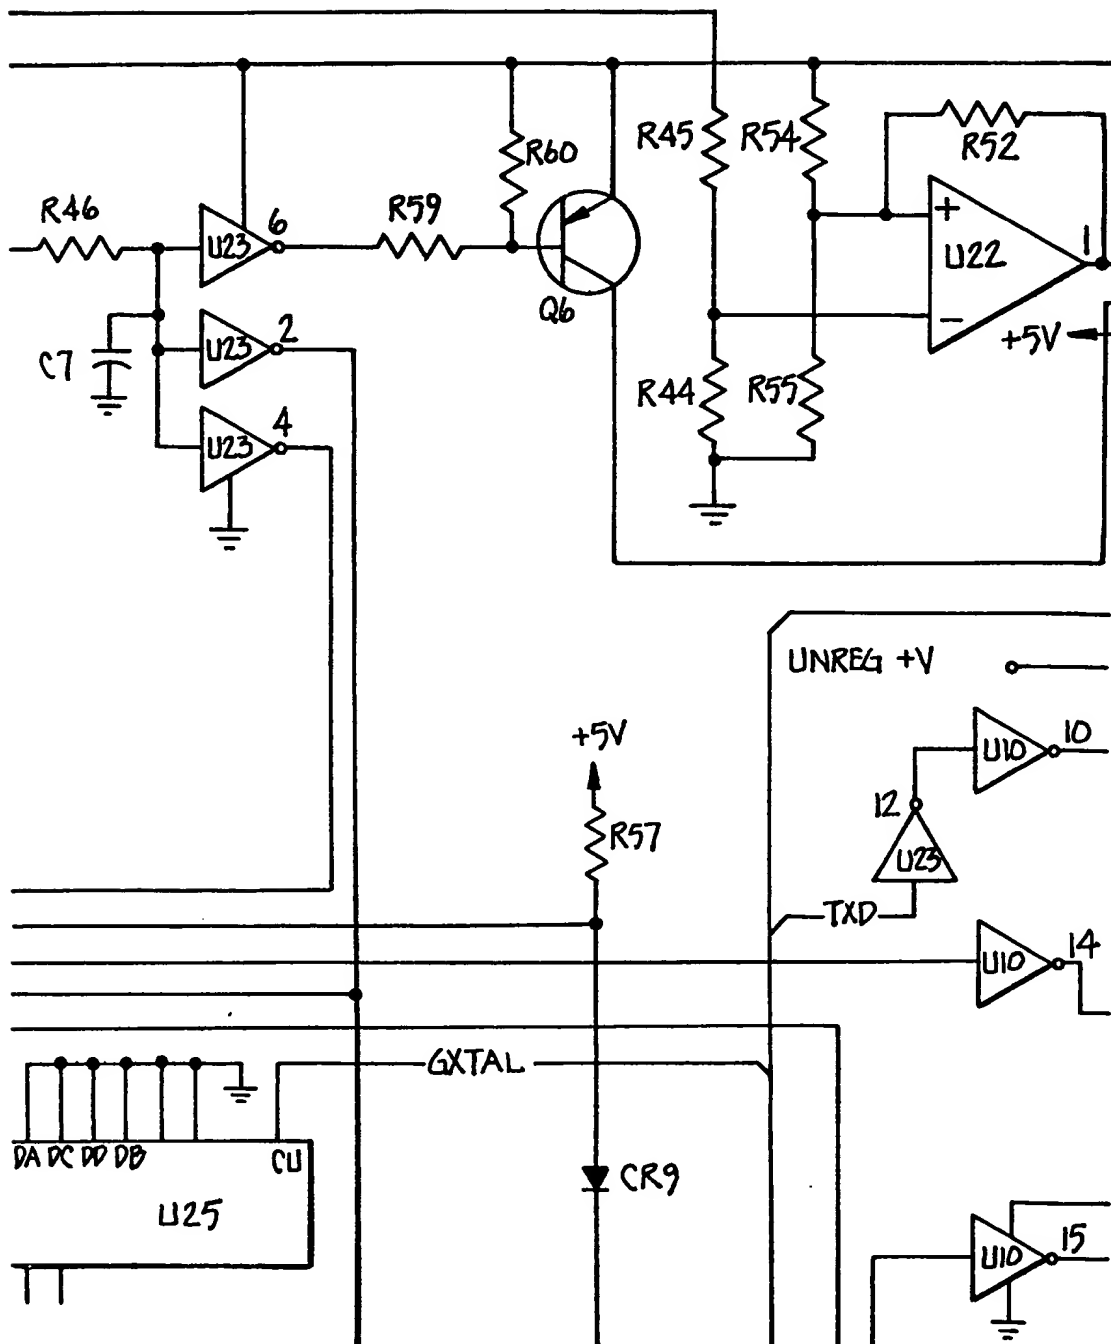 R45
R54
R52
R60
R46
R59
+
U23
6
U22
1
Q6
−
+5V
U23
2
C7
R44
R55
U23
4
UNREG +V
+5V
U10
10
12
R57
U23
TXD
U10
14
GXTAL
DA DC DD DB
CU
CR9
U25
U10
15